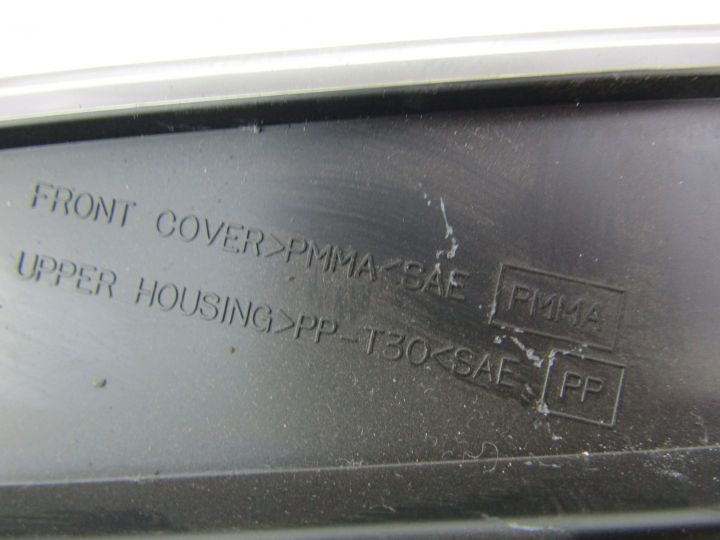 FRONT COVER>PMMA<SAE PMMA
UPPER HOUSING>PP-T30<SAE PP